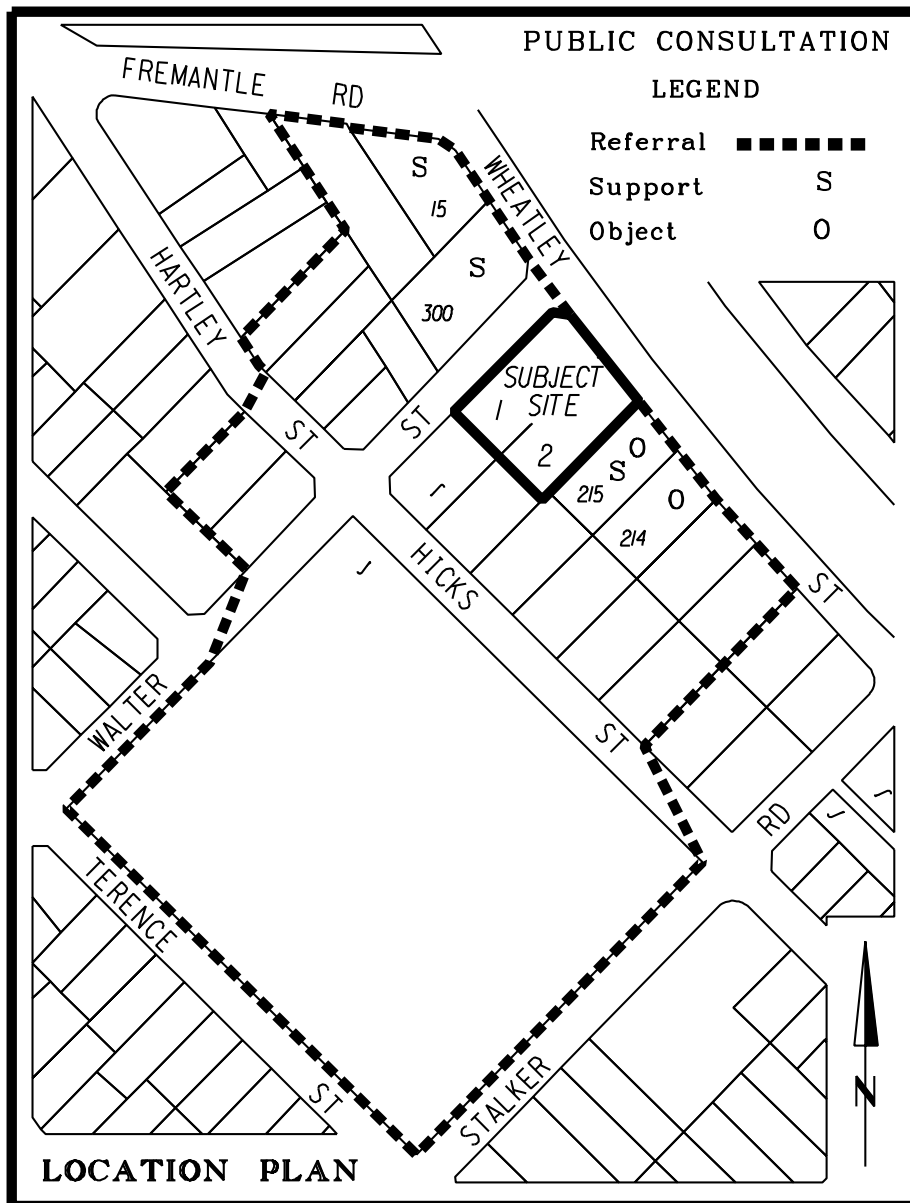 PUBLIC CONSULTATION
LEGEND
Referral
Support S
Object O
FREMANTLE RD
WHEATLEY ST
S
15
S
300
HARTLEY ST
SUBJECT
SITE
1
2
ST
O
S
215
O
214
HICKS ST
WALTER
RD
TERENCE ST
STALKER
N
LOCATION PLAN